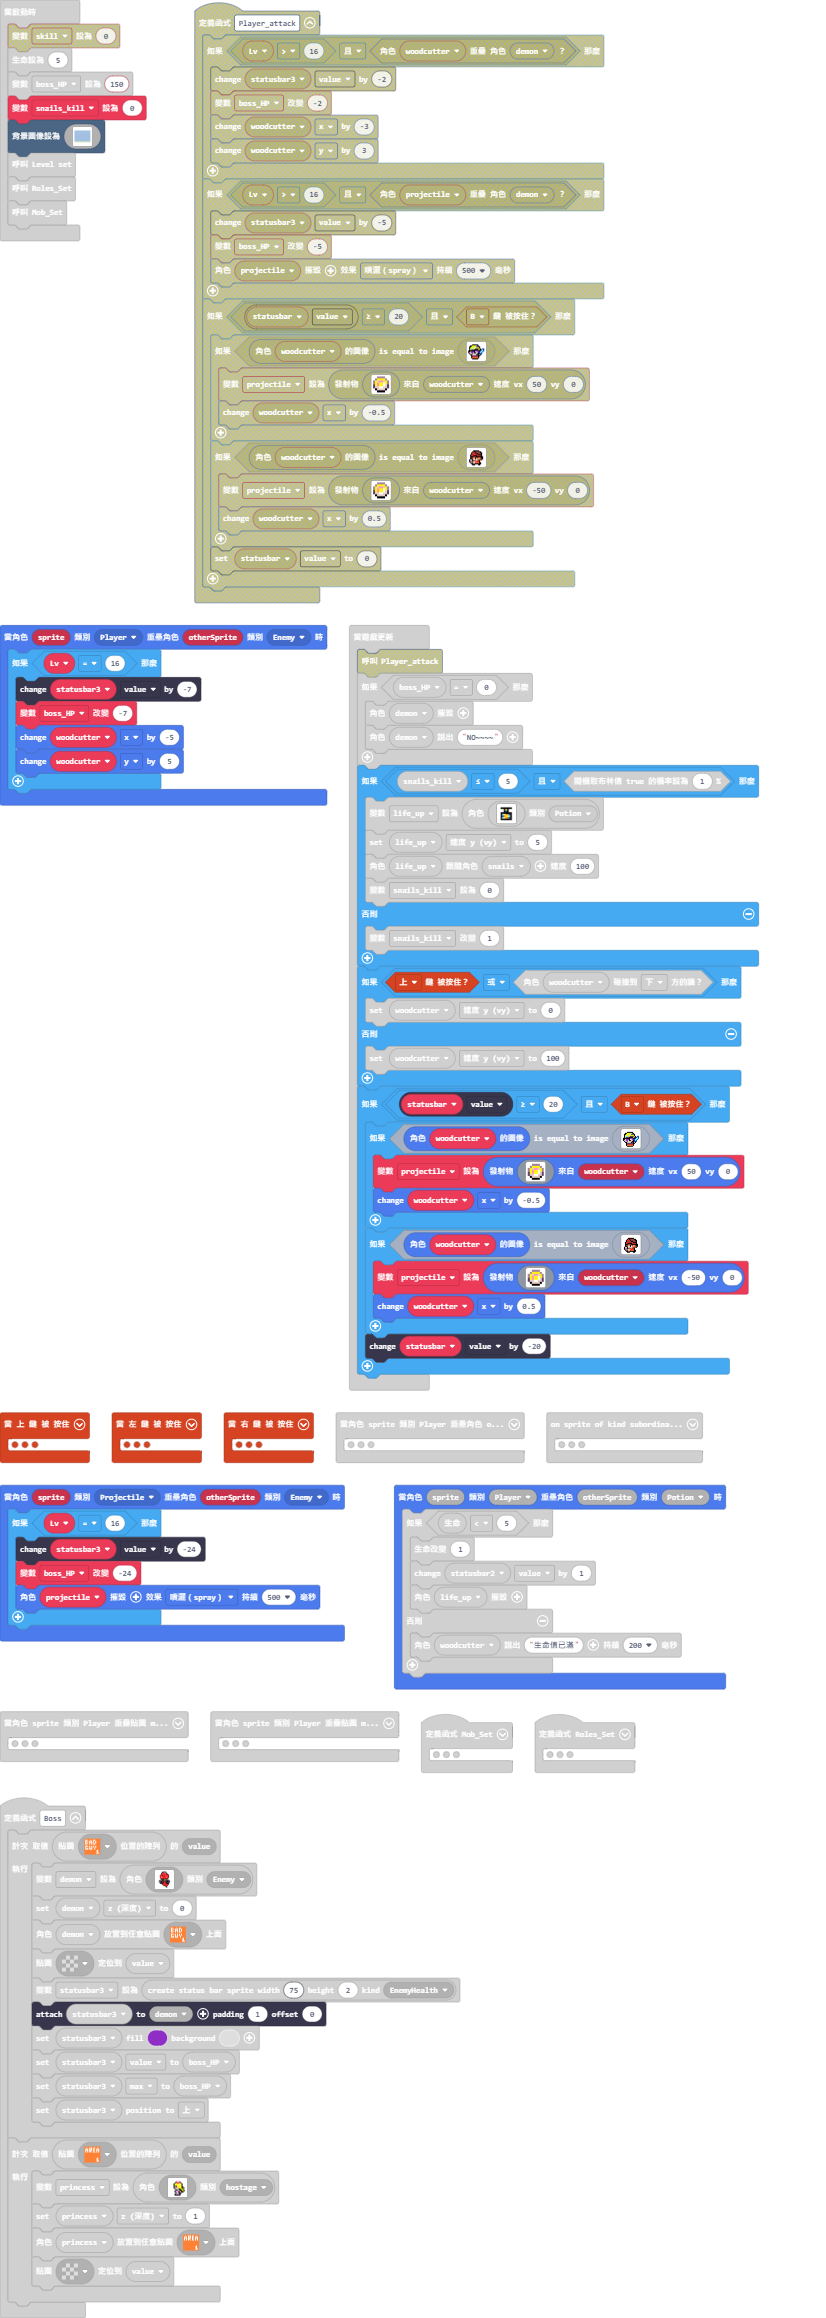 當啟動時
變數 skill 設為 0
生命設為 5
變數 boss_HP 設為 150
變數 snails_kill 設為 0
背景圖像設為
呼叫 Level set
呼叫 Roles_Set
呼叫 Mob_Set
定義函式 Player_attack
如果 Lv > 16 且 角色 woodcutter 重疊 角色 demon ? 那麼
change statusbar3 value by -2
變數 boss_HP 改變 -2
change woodcutter x by -3
change woodcutter y by 3
如果 Lv > 16 且 角色 projectile 重疊 角色 demon ? 那麼
change statusbar3 value by -5
變數 boss_HP 改變 -5
角色 projectile 摧毀 效果 噴灑 (spray) 持續 500 毫秒
如果 statusbar value ≥ 20 且 B 鍵 被按住？ 那麼
如果 角色 woodcutter 的圖像 is equal to image 那麼
變數 projectile 設為 發射物 來自 woodcutter 速度 vx 50 vy 0
change woodcutter x by -0.5
如果 角色 woodcutter 的圖像 is equal to image 那麼
變數 projectile 設為 發射物 來自 woodcutter 速度 vx -50 vy 0
change woodcutter x by 0.5
set statusbar value to 0
當角色 sprite 類別 Player 重疊角色 otherSprite 類別 Enemy 時
如果 Lv = 16 那麼
change statusbar3 value by -7
變數 boss_HP 改變 -7
change woodcutter x by -5
change woodcutter y by 5
當遊戲更新
呼叫 Player_attack
如果 boss_HP = 0 那麼
角色 demon 摧毀
角色 demon 說出 "NO~~~~"
如果 snails_kill ≤ 5 且 隨機取布林值 true 的機率設為 1 % 那麼
變數 life_up 設為 角色 類別 Potion
set life_up 速度 y (vy) to 5
角色 life_up 跟隨角色 snails 速度 100
變數 snails_kill 設為 0
否則
變數 snails_kill 改變 1
如果 上 鍵 被按住？ 或 角色 woodcutter 碰撞到 下 方的牆？ 那麼
set woodcutter 速度 y (vy) to 0
否則
set woodcutter 速度 y (vy) to 100
如果 statusbar value ≥ 20 且 B 鍵 被按住？ 那麼
如果 角色 woodcutter 的圖像 is equal to image 那麼
變數 projectile 設為 發射物 來自 woodcutter 速度 vx 50 vy 0
change woodcutter x by -0.5
如果 角色 woodcutter 的圖像 is equal to image 那麼
變數 projectile 設為 發射物 來自 woodcutter 速度 vx -50 vy 0
change woodcutter x by 0.5
change statusbar value by -20
當 上 鍵 被 按住
當 左 鍵 被 按住
當 右 鍵 被 按住
當角色 sprite 類別 Player 重疊角色 o...
on sprite of kind subordina...
當角色 sprite 類別 Projectile 重疊角色 otherSprite 類別 Enemy 時
如果 Lv = 16 那麼
change statusbar3 value by -24
變數 boss_HP 改變 -24
角色 projectile 摧毀 效果 噴灑 (spray) 持續 500 毫秒
當角色 sprite 類別 Player 重疊角色 otherSprite 類別 Potion 時
如果 生命 < 5 那麼
生命改變 1
change statusbar2 value by 1
角色 life_up 摧毀
否則
角色 woodcutter 說出 "生命值已滿" 持續 200 毫秒
當角色 sprite 類別 Player 重疊貼圖 m...
當角色 sprite 類別 Player 重疊貼圖 m...
定義函式 Mob_Set
定義函式 Roles_Set
定義函式 Boss
計次 取值 貼圖 BAD GUY 位置的陣列 的 value
執行
變數 demon 設為 角色 類別 Enemy
set demon z (深度) to 0
角色 demon 放置到任意貼圖 BAD GUY 上面
貼圖 定位到 value
變數 statusbar3 設為 create status bar sprite width 75 height 2 kind EnemyHealth
attach statusbar3 to demon padding 1 offset 0
set statusbar3 fill background
set statusbar3 value to boss_HP
set statusbar3 max to boss_HP
set statusbar3 position to 上
計次 取值 貼圖 位置的陣列 的 value
執行
變數 princess 設為 角色 類別 hostage
set princess z (深度) to 1
角色 princess 放置到任意貼圖 上面
貼圖 定位到 value